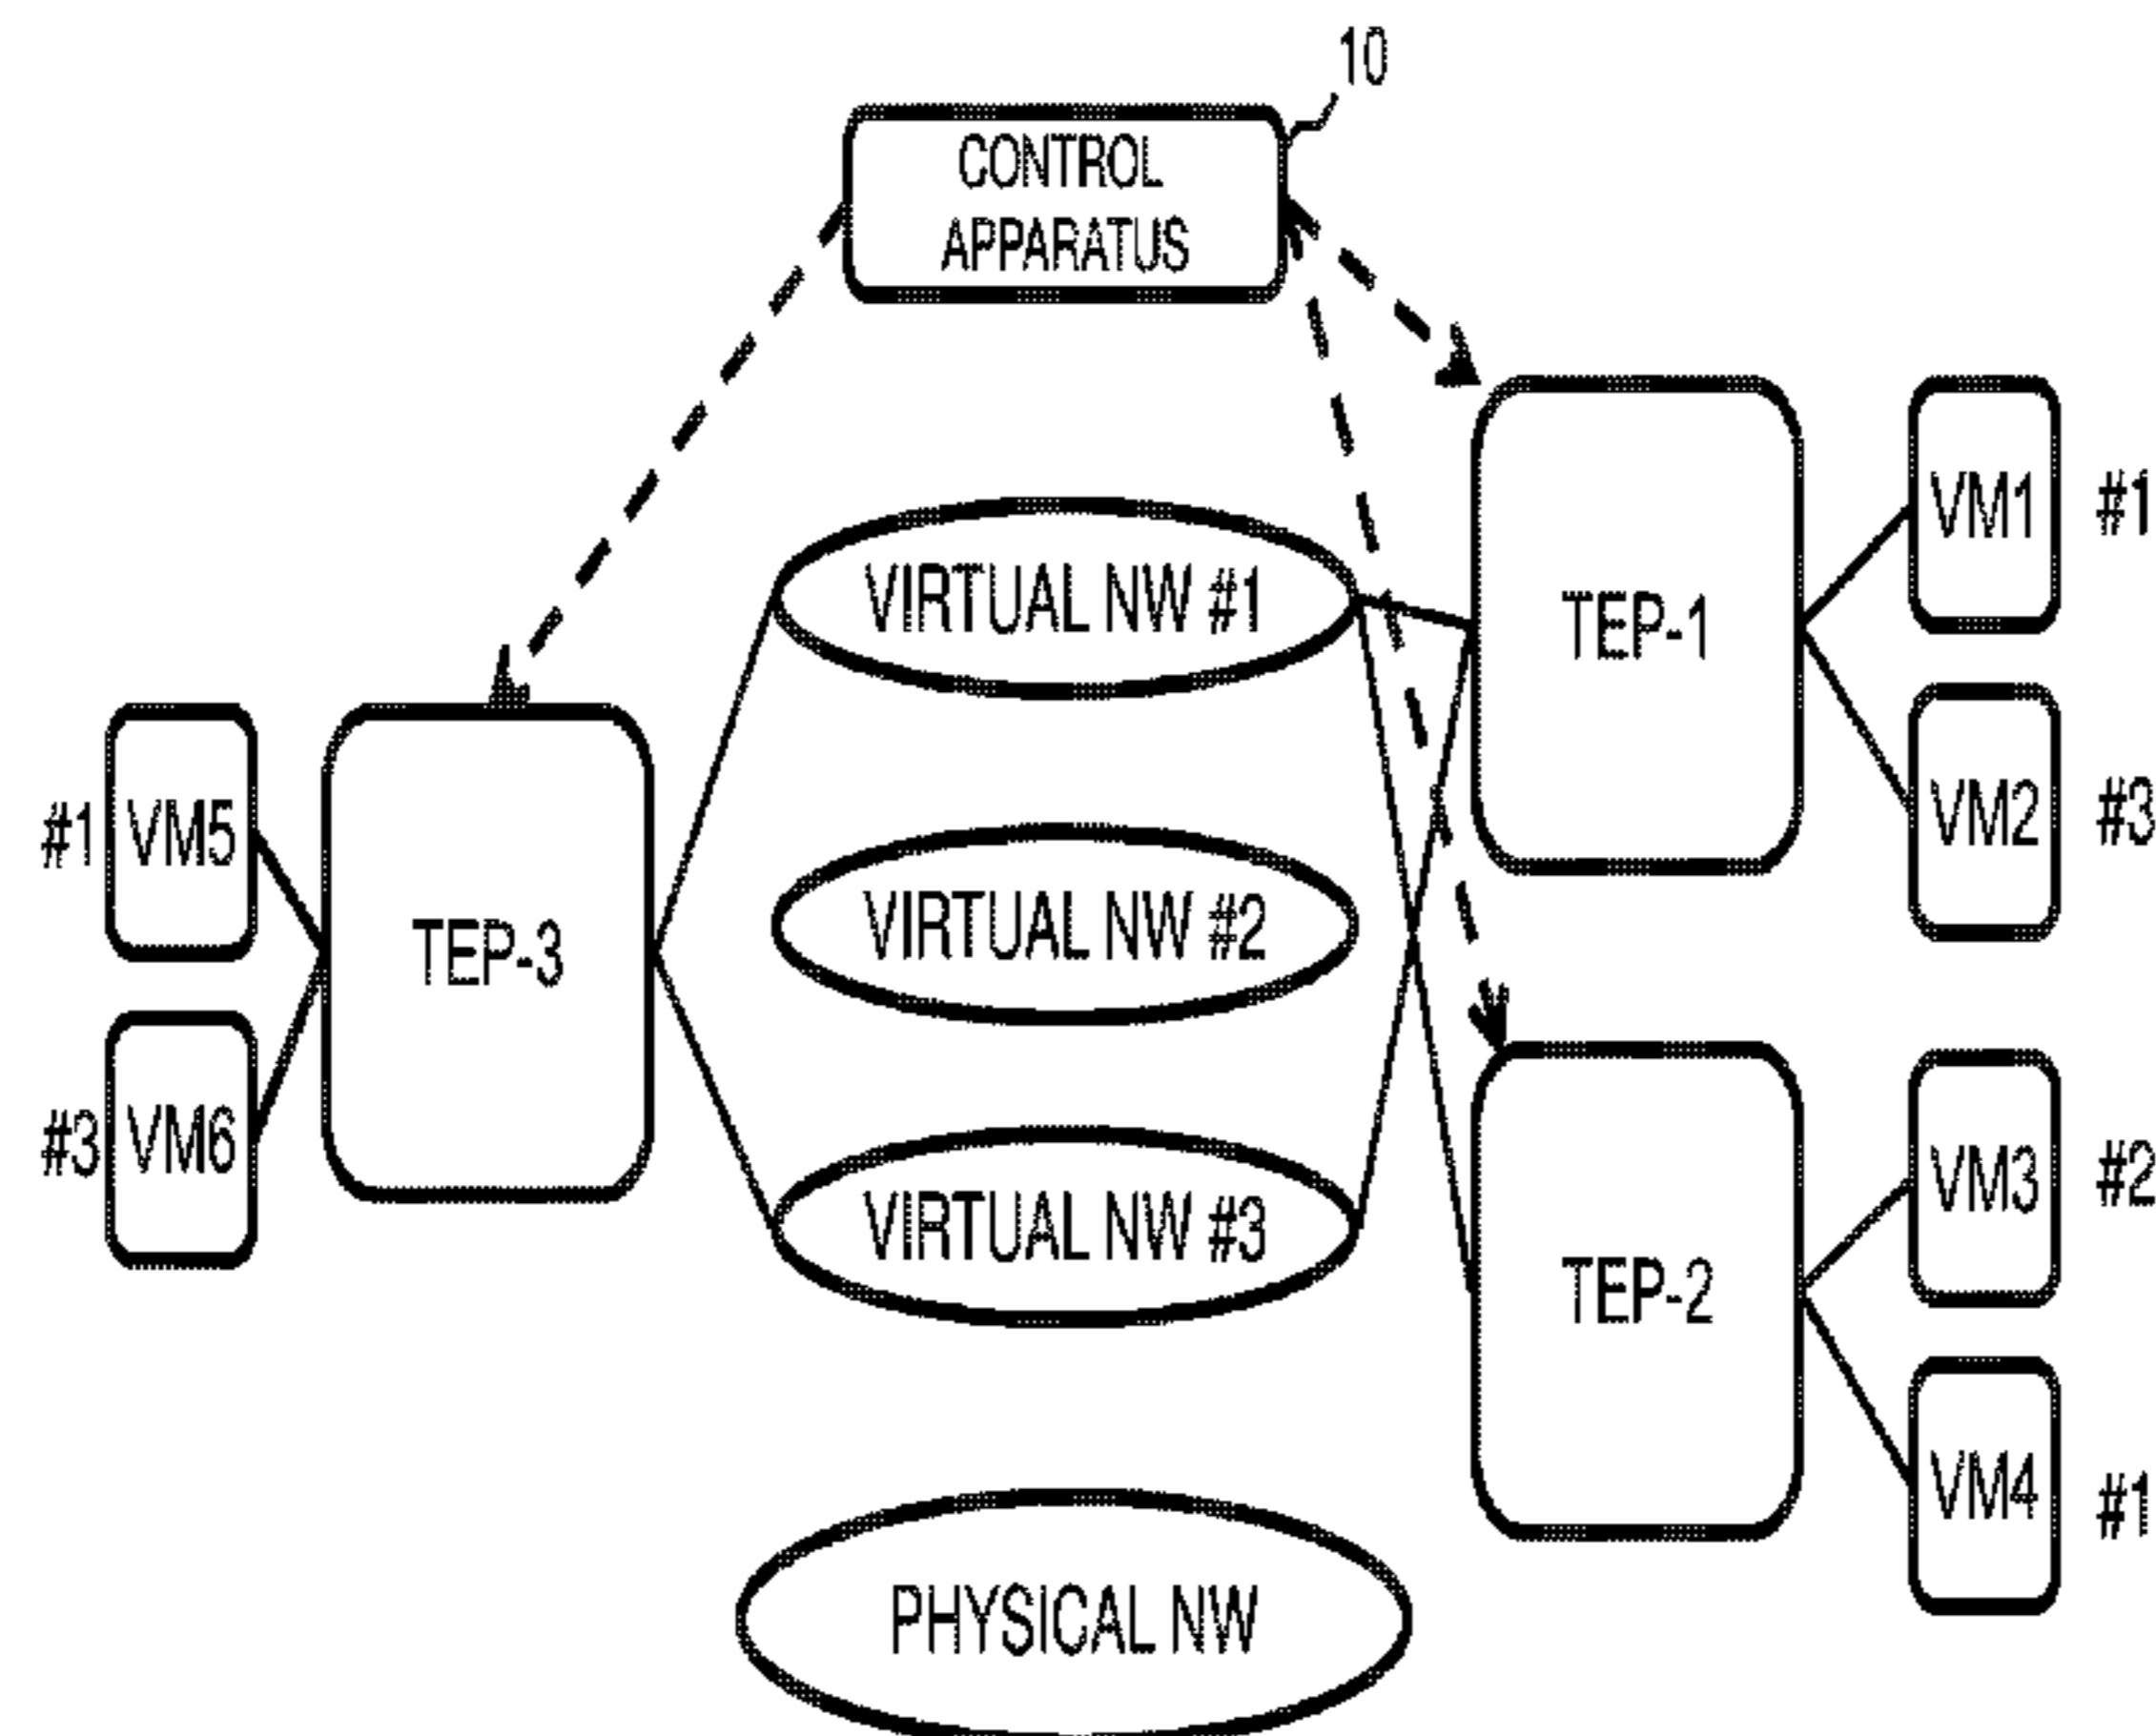 10
CONTROL
APPARATUS
VIRTUAL NW #1
TEP-1
VM1 #1
VM2 #3
#1 VM5
TEP-3
VIRTUAL NW #2
#3 VM6
VIRTUAL NW #3
TEP-2
VM3 #2
VM4 #1
PHYSICAL NW